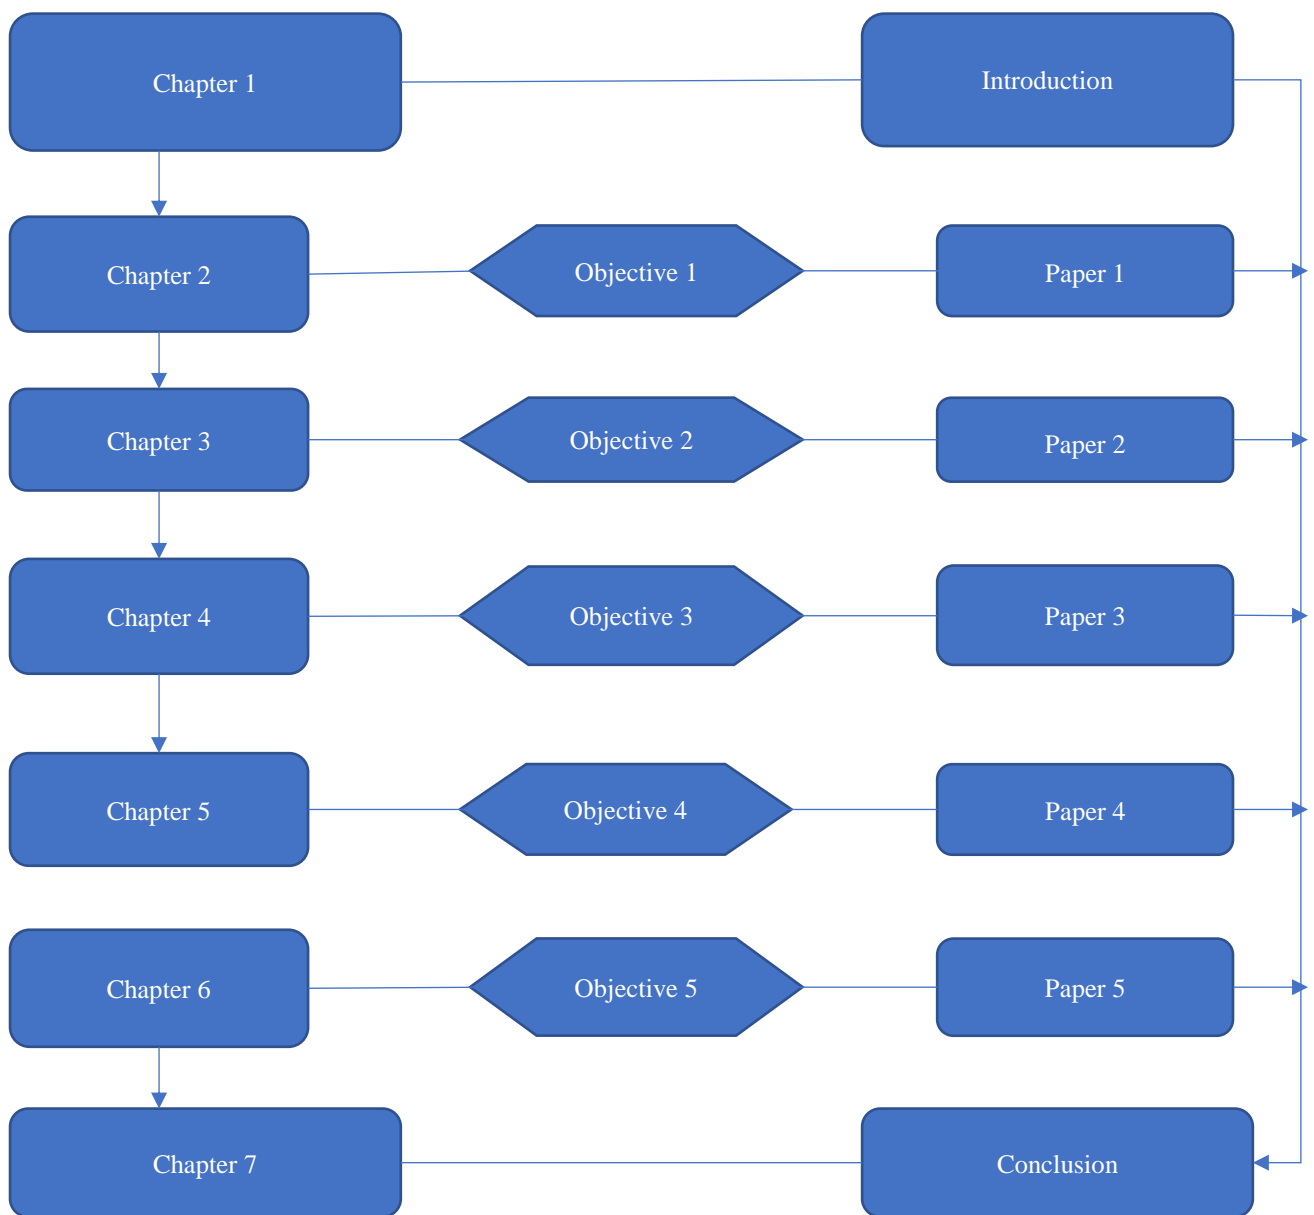 Chapter 1
Introduction
Chapter 2
Objective 1
Paper 1
Chapter 3
Objective 2
Paper 2
Chapter 4
Objective 3
Paper 3
Chapter 5
Objective 4
Paper 4
Chapter 6
Objective 5
Paper 5
Chapter 7
Conclusion